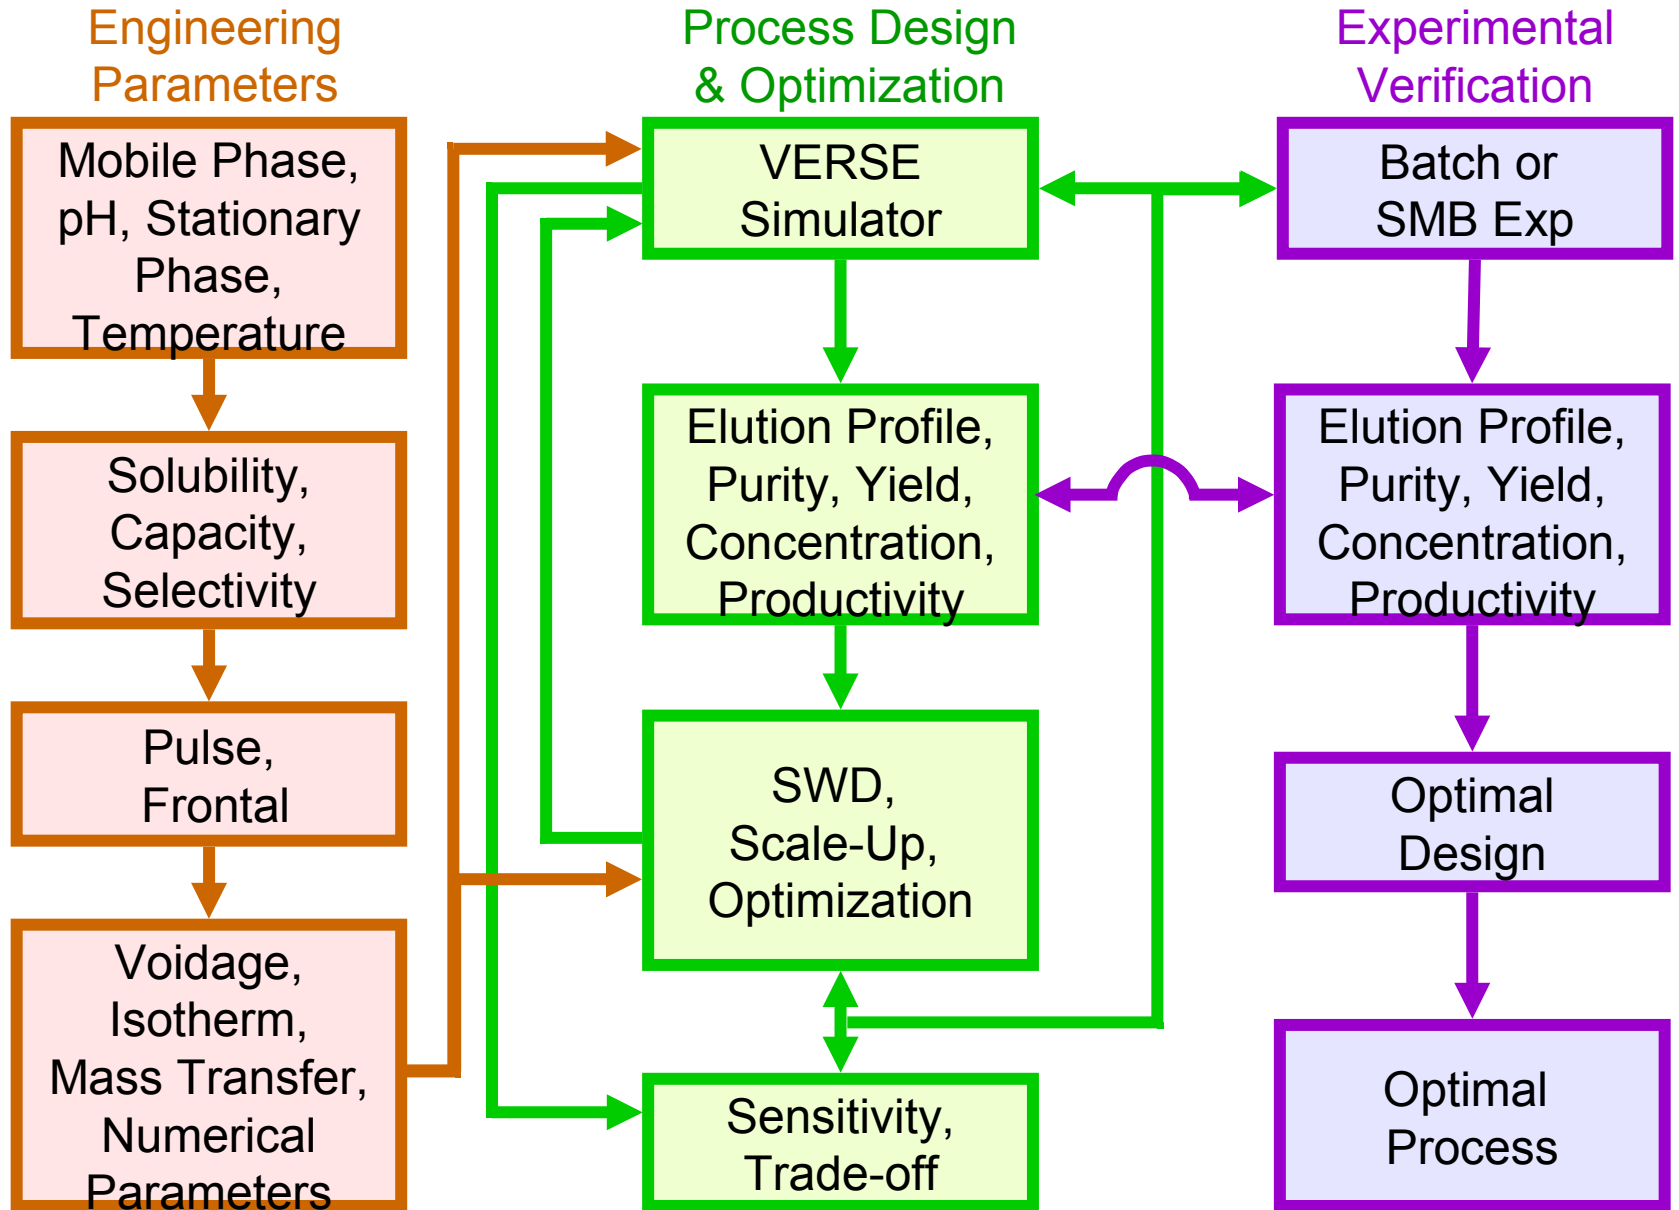 Engineering
Parameters
Mobile Phase,
pH, Stationary
Phase,
Temperature
Solubility,
Capacity,
Selectivity
Pulse,
Frontal
Voidage,
Isotherm,
Mass Transfer,
Numerical
Parameters
Process Design
& Optimization
VERSE
Simulator
Elution Profile,
Purity, Yield,
Concentration,
Productivity
SWD,
Scale-Up,
Optimization
Sensitivity,
Trade-off
Experimental
Verification
Batch or
SMB Exp
Elution Profile,
Purity, Yield,
Concentration,
Productivity
Optimal
Design
Optimal
Process